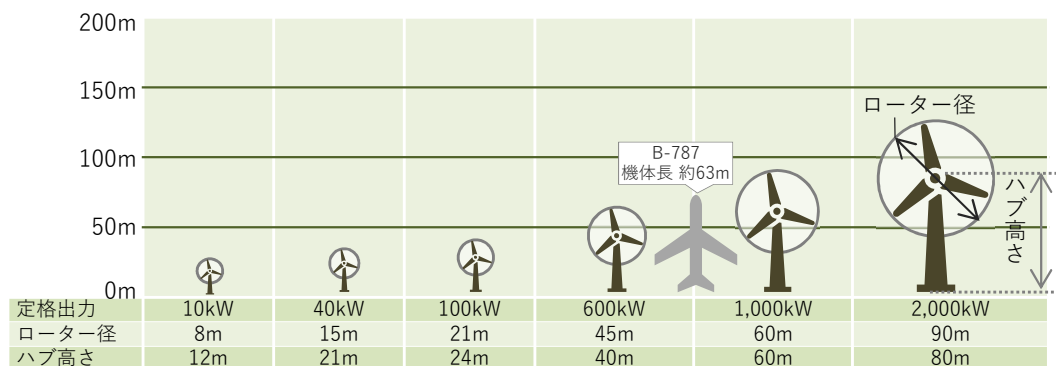 200m
150m
100m
50m
0m
ローター径
B-787
機体長 約63m
ハブ高さ
定格出力 10kW 40kW 100kW 600kW 1,000kW 2,000kW
ローター径 8m 15m 21m 45m 60m 90m
ハブ高さ 12m 21m 24m 40m 60m 80m